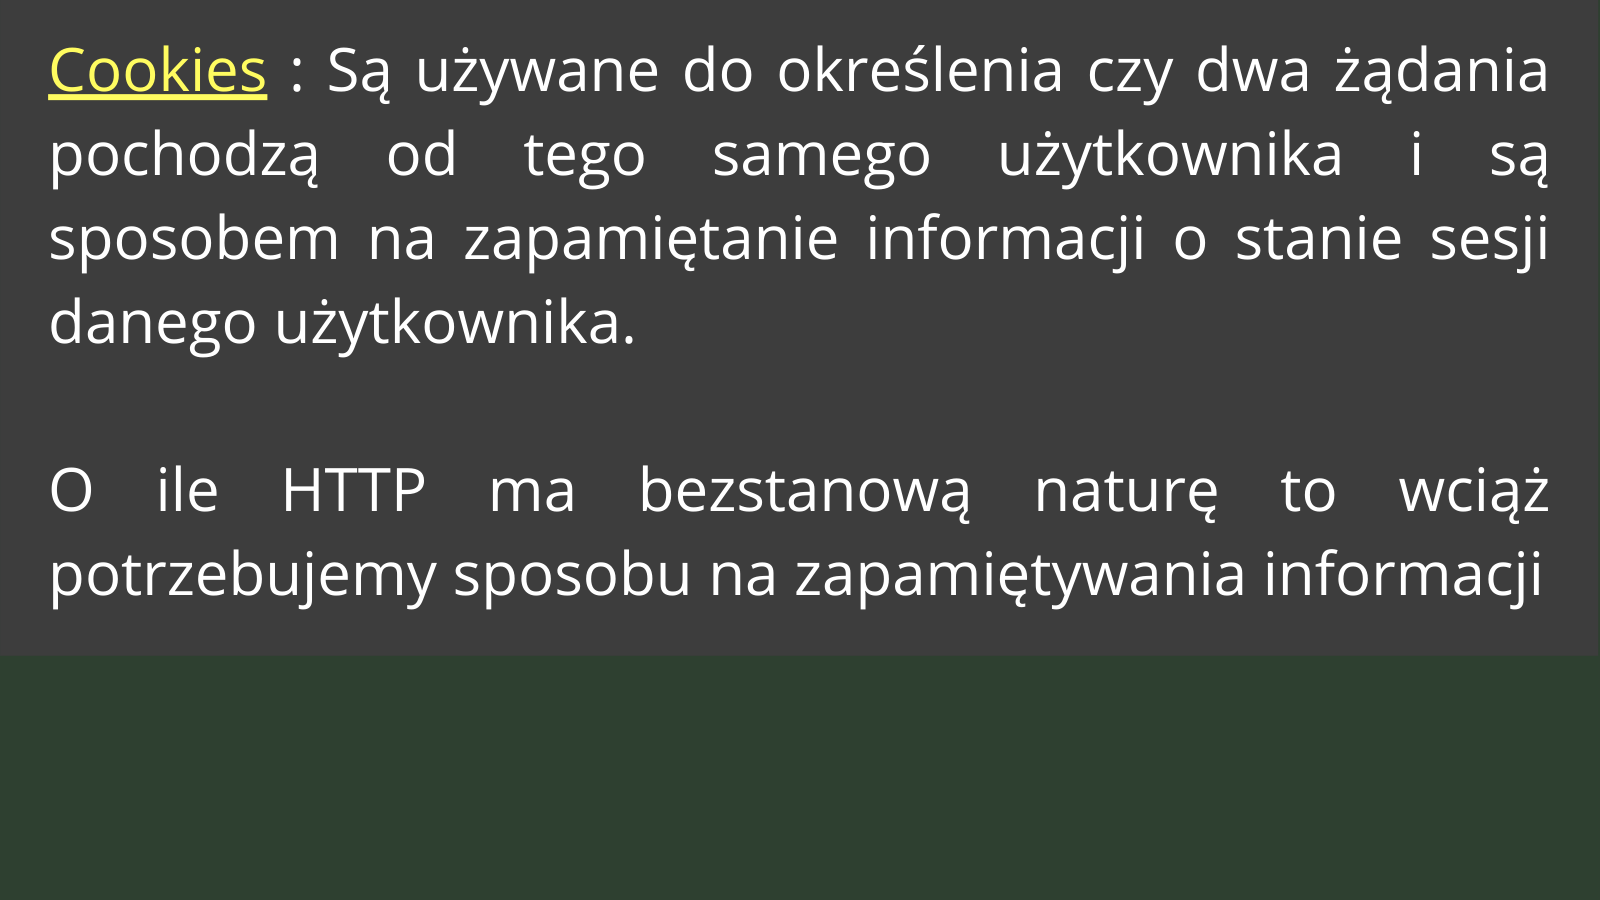 Cookies : Są używane do określenia czy dwa żądania
pochodzą od tego samego użytkownika i są
sposobem na zapamiętanie informacji o stanie sesji
danego użytkownika.
O ile HTTP ma bezstanową naturę to wciąż
potrzebujemy sposobu na zapamiętywania informacji